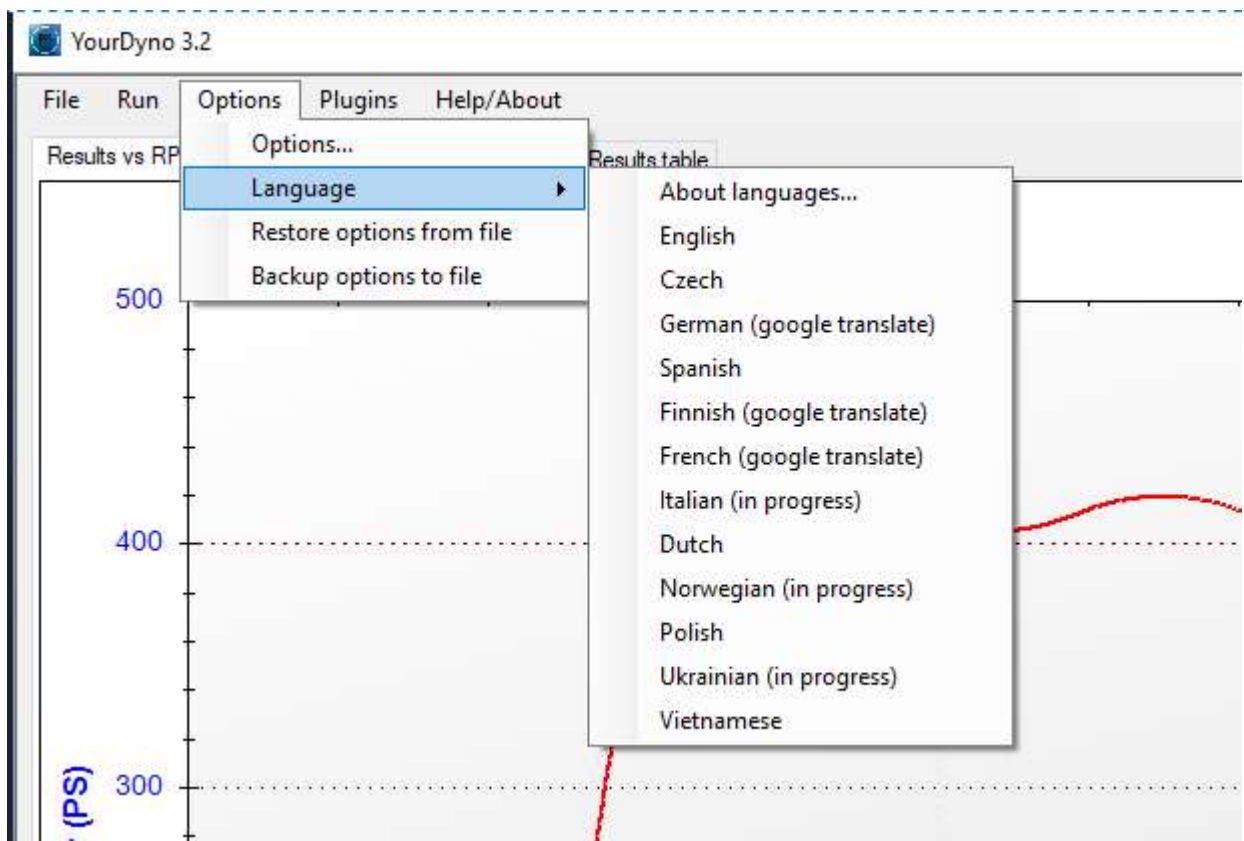 YourDyno 3.2
File Run Options Plugins Help/About
Results vs RP
Results table
Options...
Language
Restore options from file
Backup options to file
About languages...
English
Czech
German (google translate)
Spanish
Finnish (google translate)
French (google translate)
Italian (in progress)
Dutch
Norwegian (in progress)
Polish
Ukrainian (in progress)
Vietnamese
500
400
300
(PS)